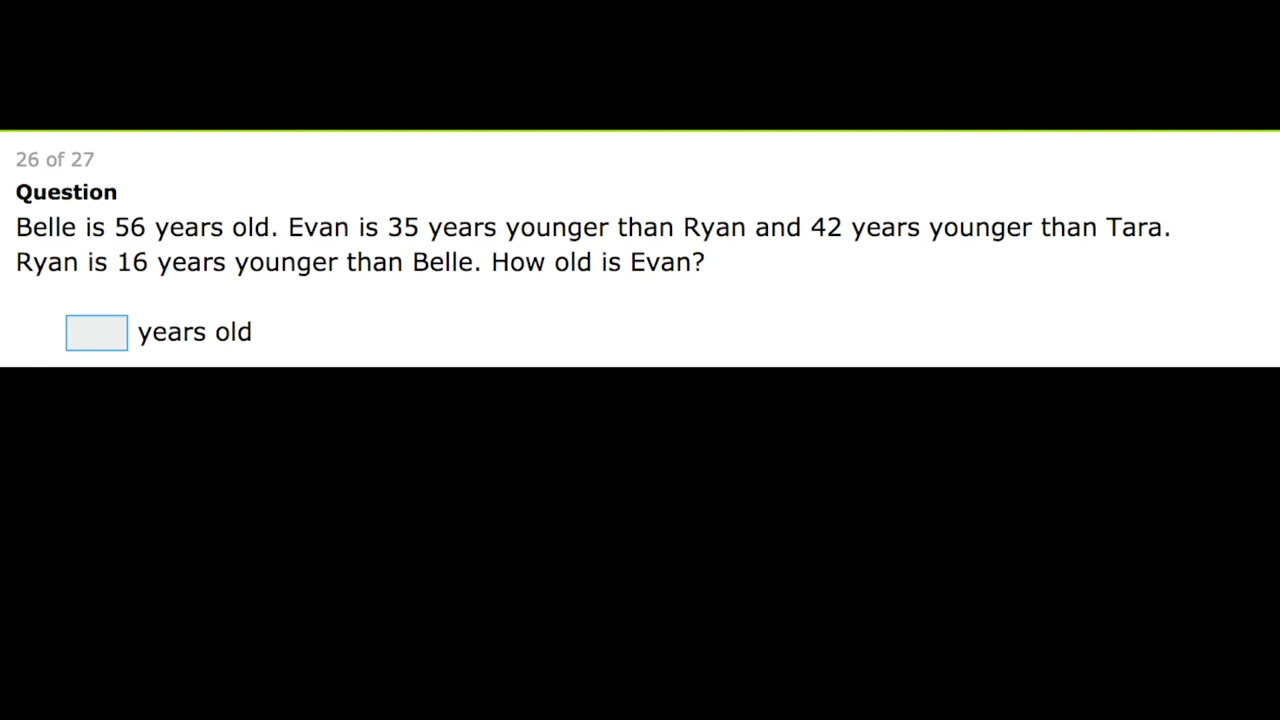 26 of 27
Question
Belle is 56 years old. Evan is 35 years younger than Ryan and 42 years younger than Tara.
Ryan is 16 years younger than Belle. How old is Evan?
years old